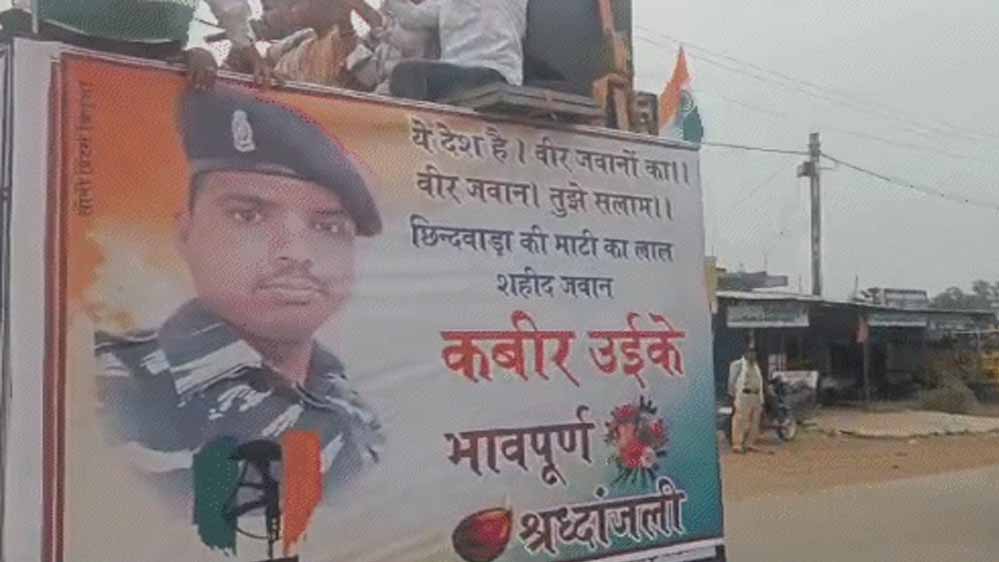 ये देश है। वीर जवानों का।।
वीर जवान। तुझे सलाम।।
छिन्दवाड़ा की माटी का लाल
शहीद जवान
कबीर उईके
भावपूर्ण
श्रध्दांजली